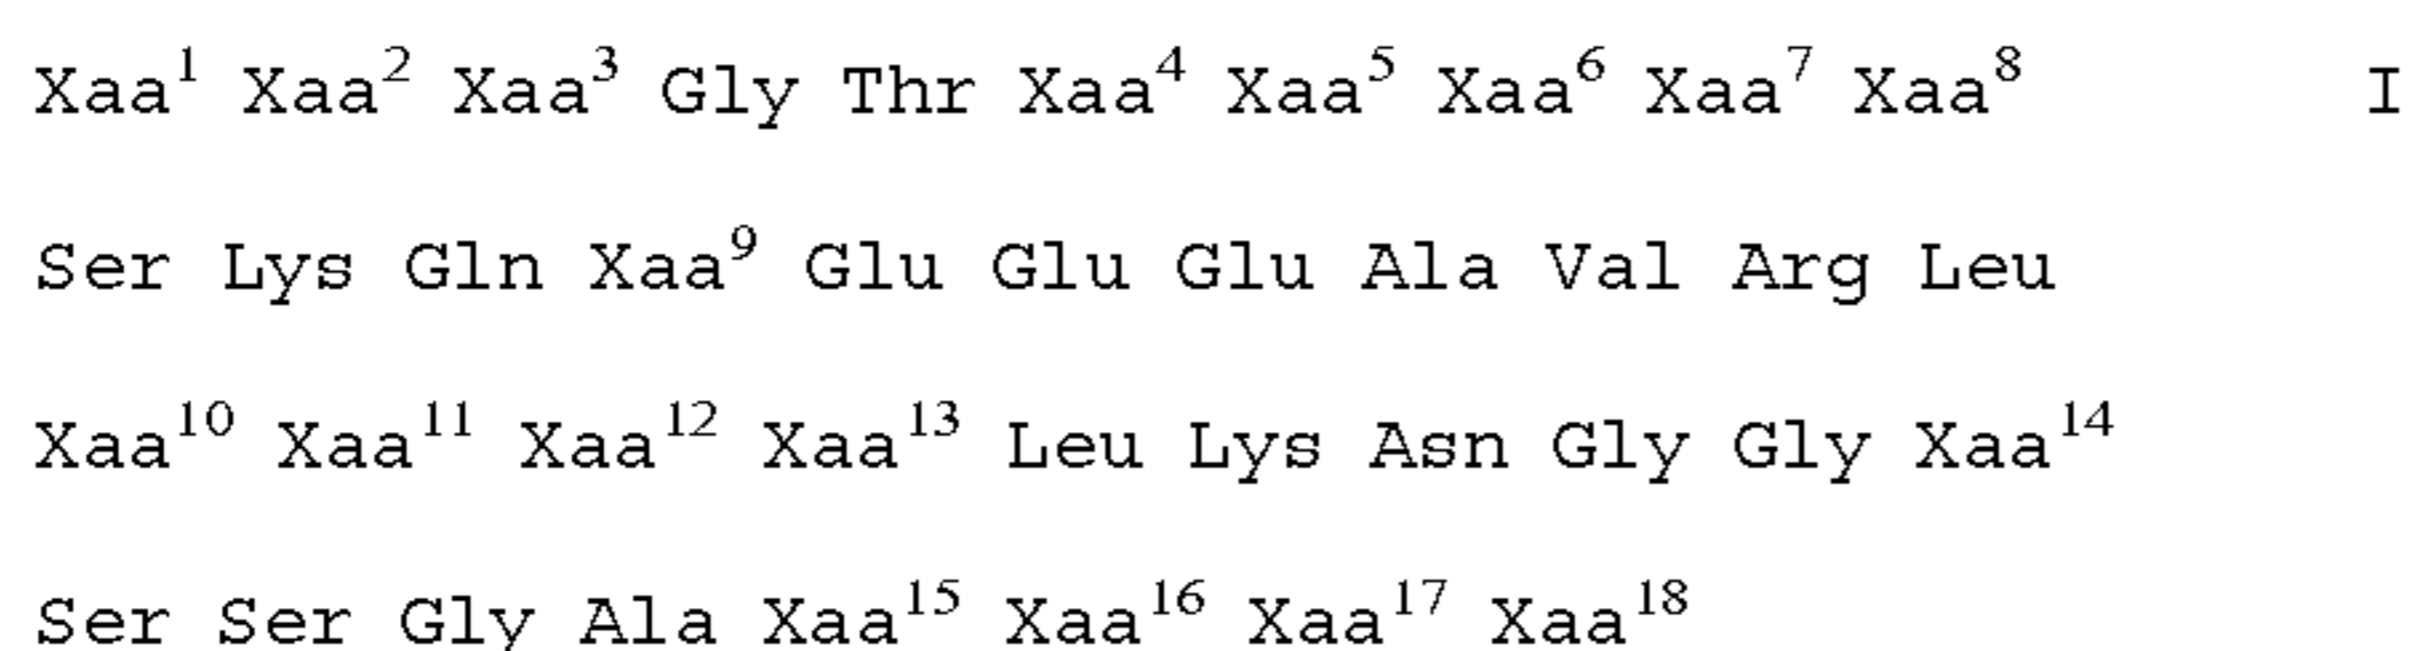 Xaa¹ Xaa² Xaa³ Gly Thr Xaa⁴ Xaa⁵ Xaa⁶ Xaa⁷ Xaa⁸ I
Ser Lys Gln Xaa⁹ Glu Glu Glu Ala Val Arg Leu
Xaa¹⁰ Xaa¹¹ Xaa¹² Xaa¹³ Leu Lys Asn Gly Gly Xaa¹⁴
Ser Ser Gly Ala Xaa¹⁵ Xaa¹⁶ Xaa¹⁷ Xaa¹⁸